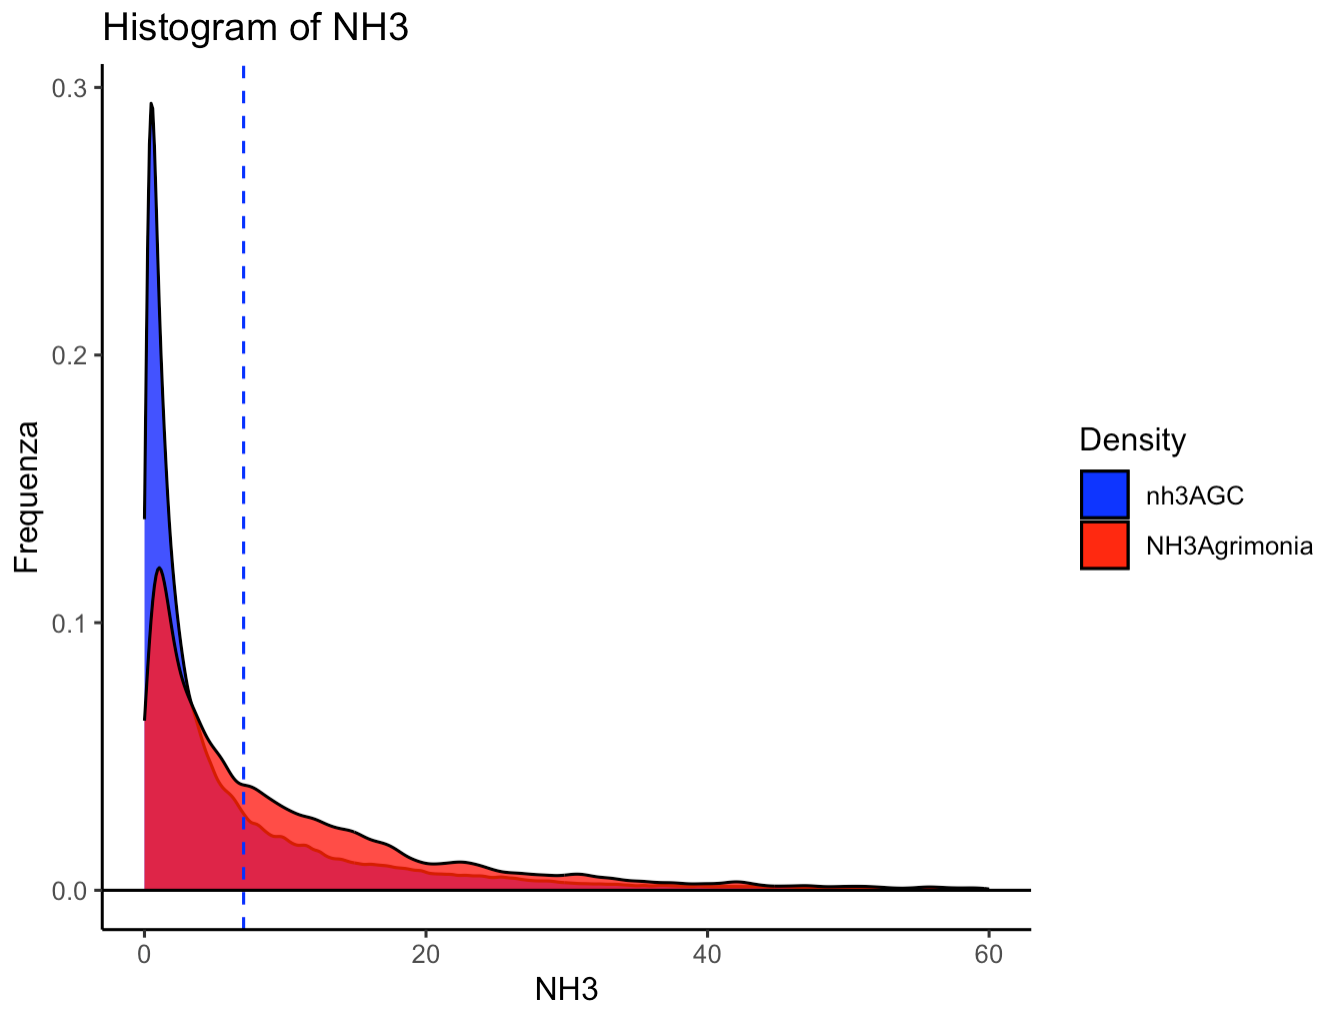 Histogram of NH3
0.3
0.2
0.1
0.0
Frequenza
0 20 40 60
NH3
Density
nh3AGC
NH3Agrimonia